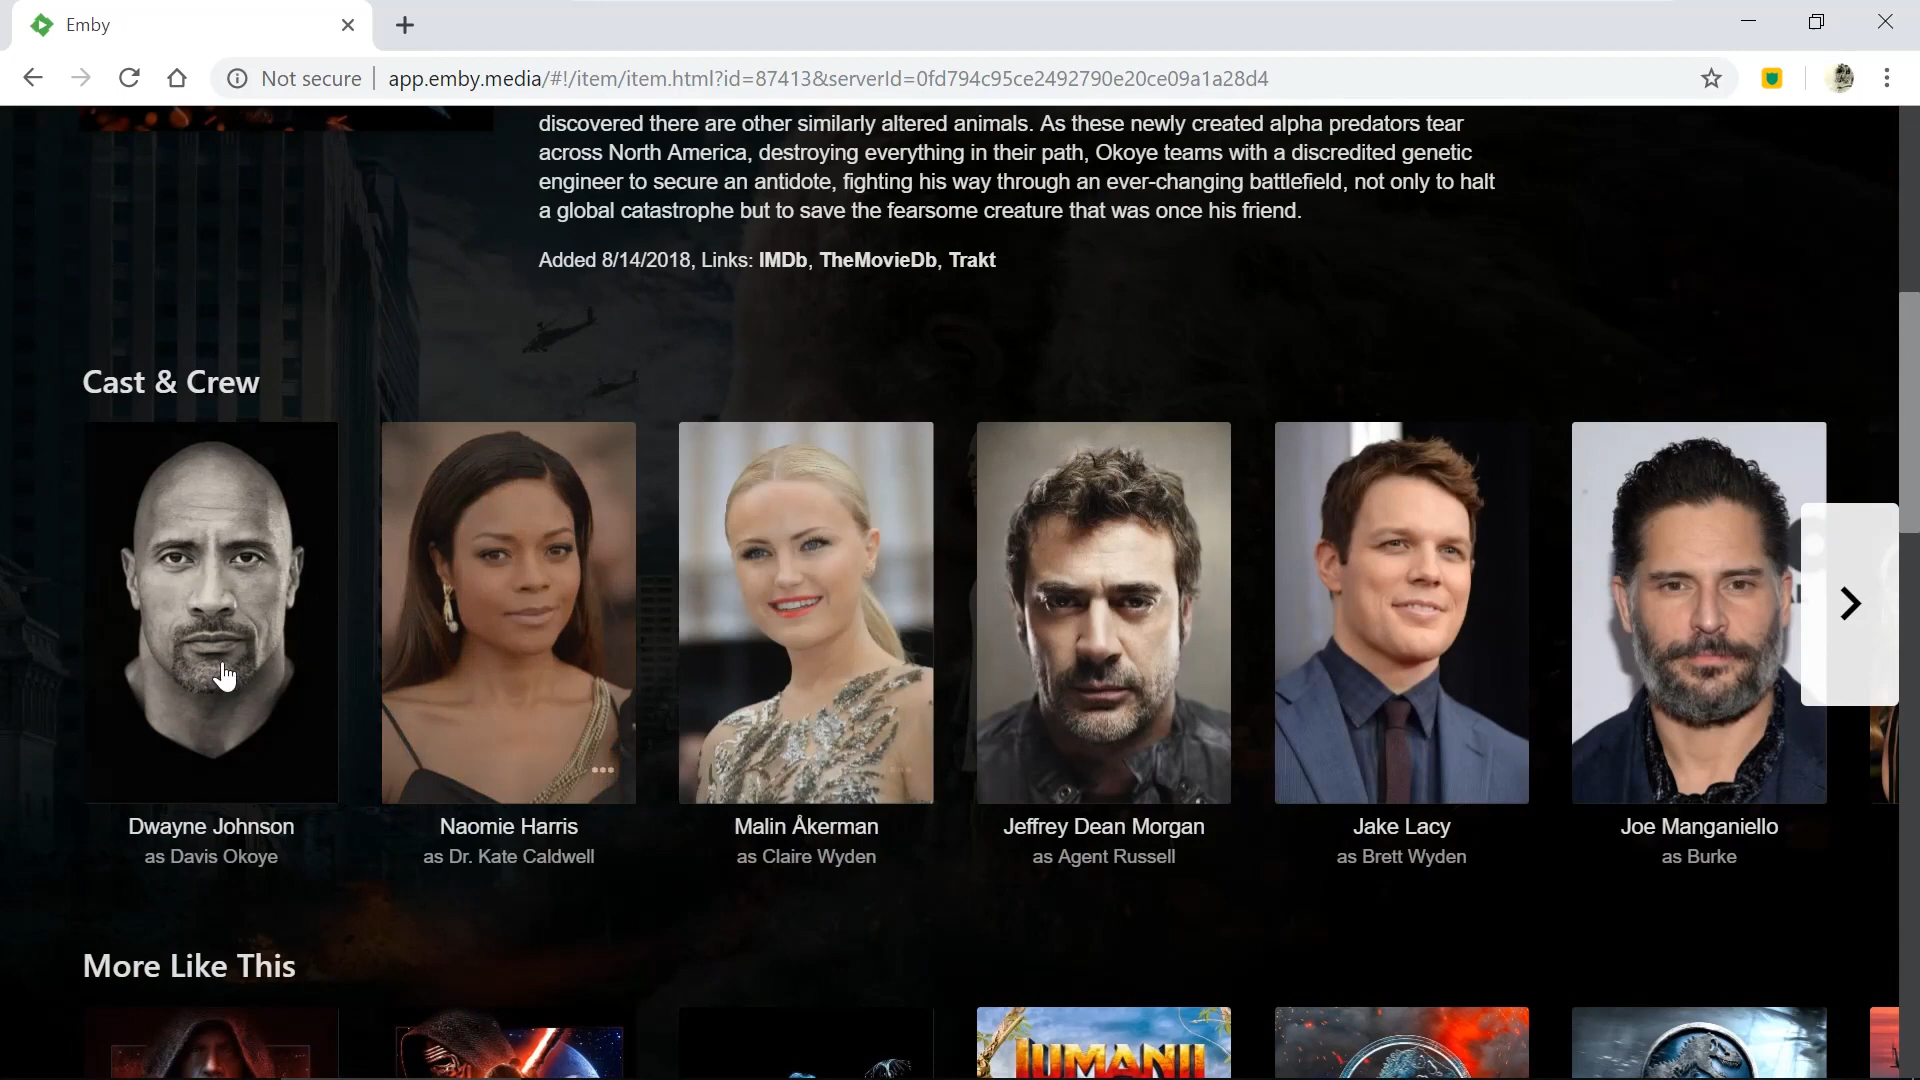 Emby
Not secure
app.emby.media/#!/item/item.html?id=87413&serverId=0fd794c95ce2492790e20ce09a1a28d4
discovered there are other similarly altered animals. As these newly created alpha predators tear
across North America, destroying everything in their path, Okoye teams with a discredited genetic
engineer to secure an antidote, fighting his way through an ever-changing battlefield, not only to halt
a global catastrophe but to save the fearsome creature that was once his friend.
Added 8/14/2018, Links: IMDb, TheMovieDb, Trakt
Cast & Crew
Dwayne Johnson
as Davis Okoye
Naomie Harris
as Dr. Kate Caldwell
Malin Åkerman
as Claire Wyden
Jeffrey Dean Morgan
as Agent Russell
Jake Lacy
as Brett Wyden
Joe Manganiello
as Burke
More Like This
JUMANJI